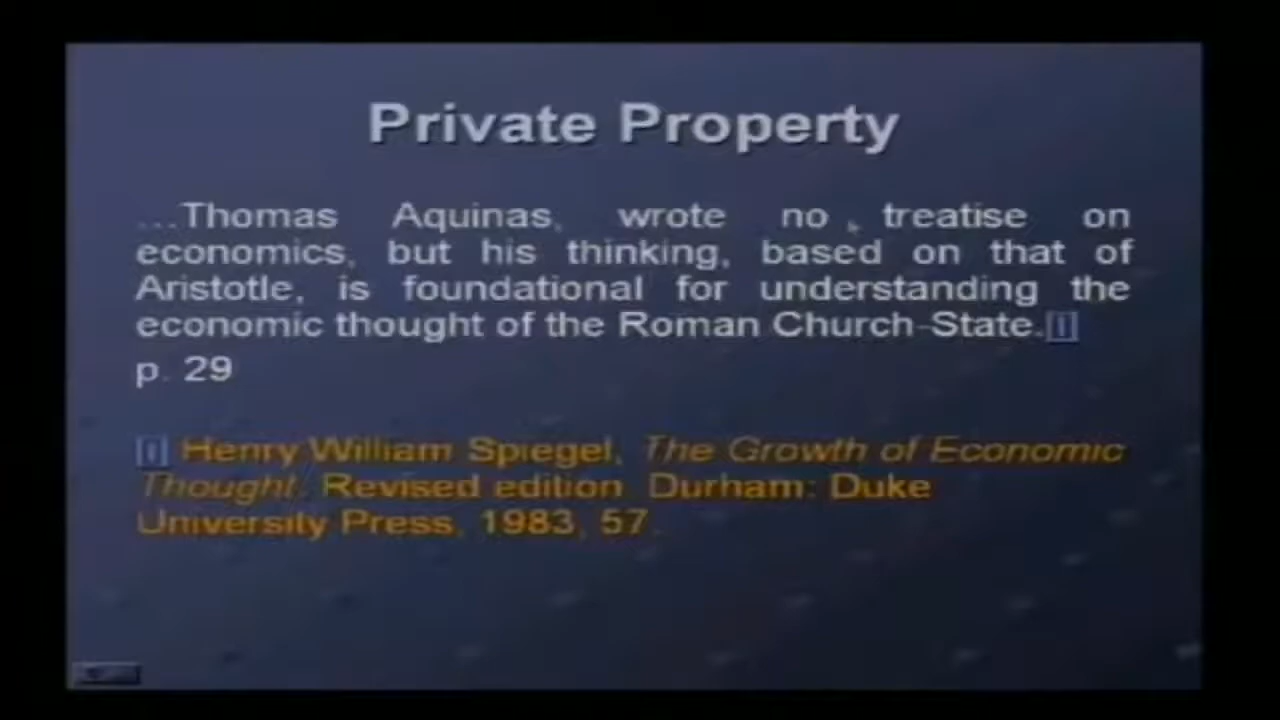 Private Property
...Thomas Aquinas, wrote no treatise on
economics, but his thinking, based on that of
Aristotle, is foundational for understanding the
economic thought of the Roman Church-State.[i]
p. 29
[i] Henry William Spiegel, The Growth of Economic
Thought. Revised edition. Durham: Duke
University Press, 1983, 57.